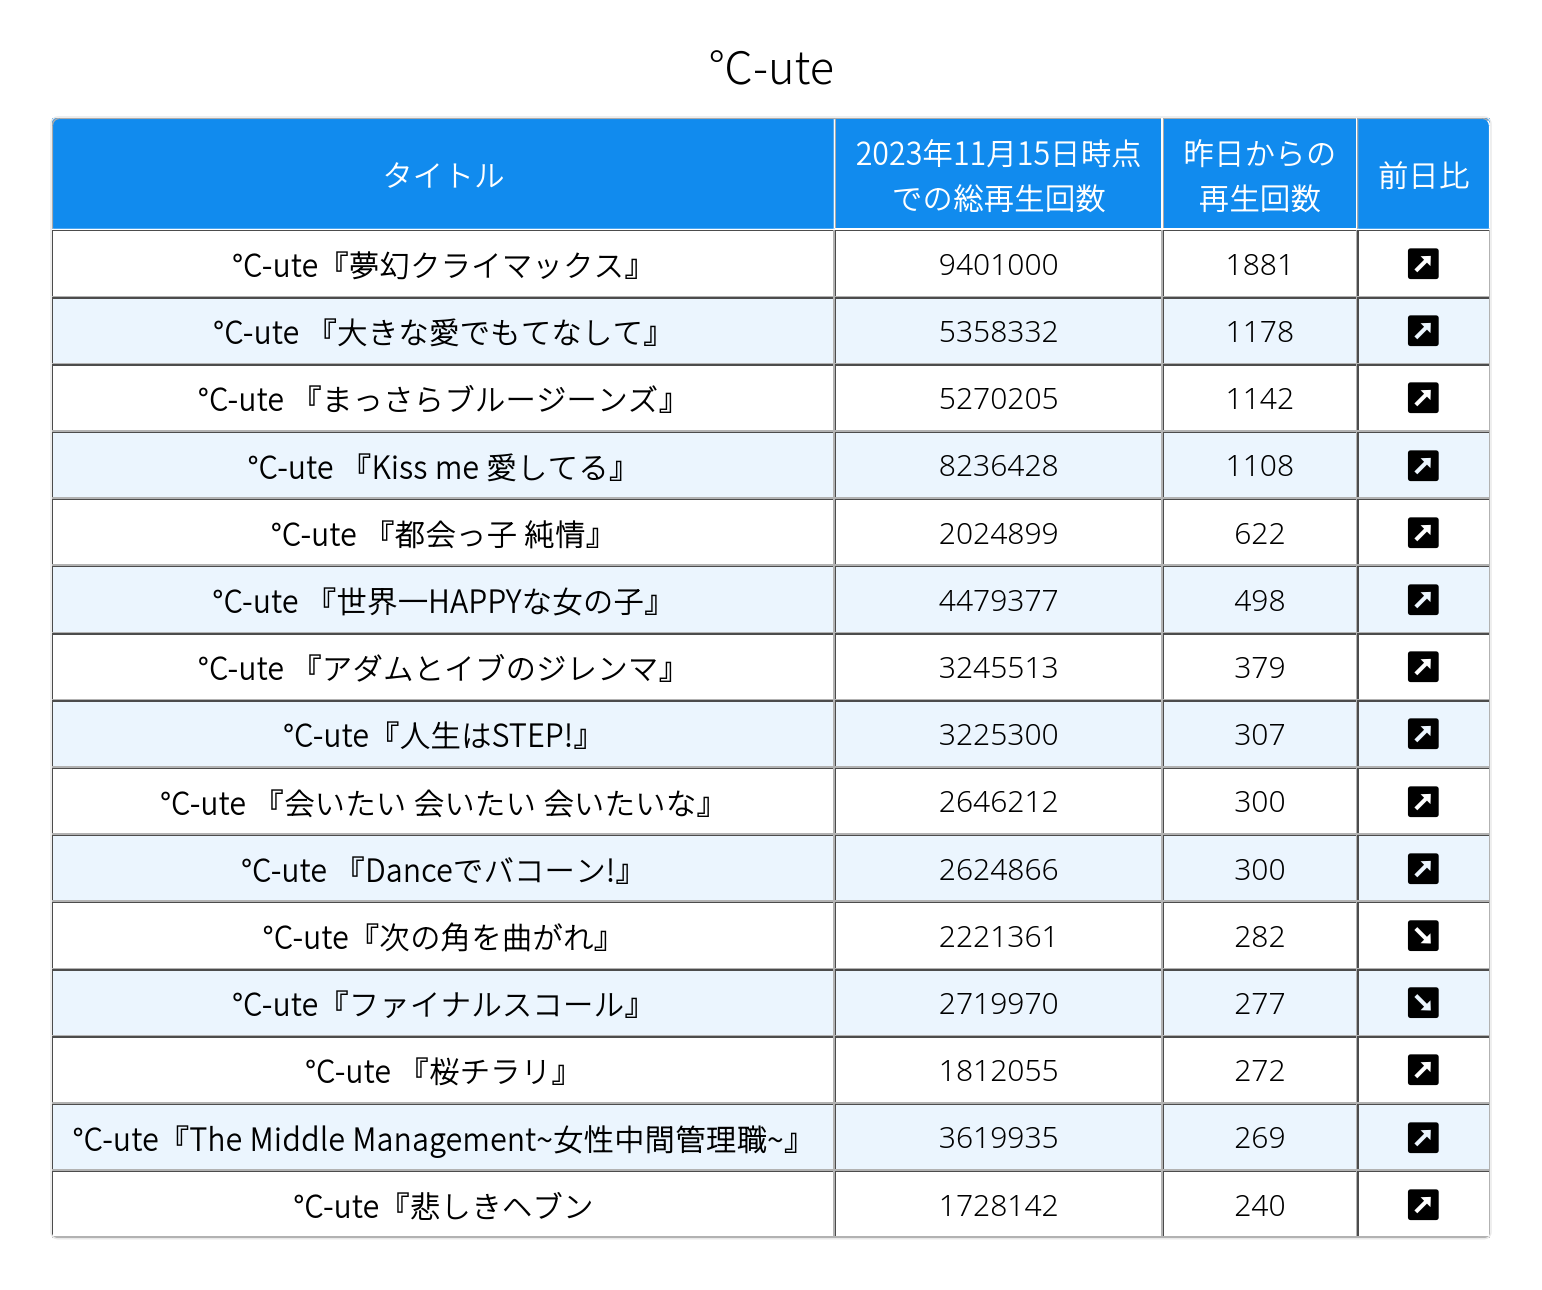 ℃-ute
タイトル
2023年11月15日時点
での総再生回数
昨日からの
再生回数
前日比
℃-ute『夢幻クライマックス』 9401000 1881
℃-ute 『大きな愛でもてなして』 5358332 1178
℃-ute 『まっさらブルージーンズ』 5270205 1142
℃-ute 『Kiss me 愛してる』 8236428 1108
℃-ute 『都会っ子 純情』 2024899 622
℃-ute 『世界一HAPPYな女の子』 4479377 498
℃-ute 『アダムとイブのジレンマ』 3245513 379
℃-ute『人生はSTEP!』 3225300 307
℃-ute 『会いたい 会いたい 会いたいな』 2646212 300
℃-ute 『Danceでバコーン!』 2624866 300
℃-ute『次の角を曲がれ』 2221361 282
℃-ute『ファイナルスコール』 2719970 277
℃-ute 『桜チラリ』 1812055 272
℃-ute『The Middle Management~女性中間管理職~』 3619935 269
℃-ute『悲しきヘブン 1728142 240